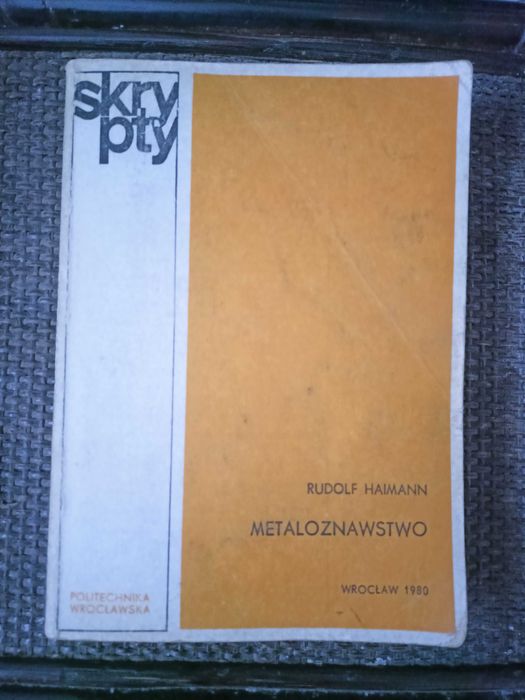 skry
pty
RUDOLF HAIMANN
METALOZNAWSTWO
WROCŁAW 1980
POLITECHNIKA
WROCŁAWSKA